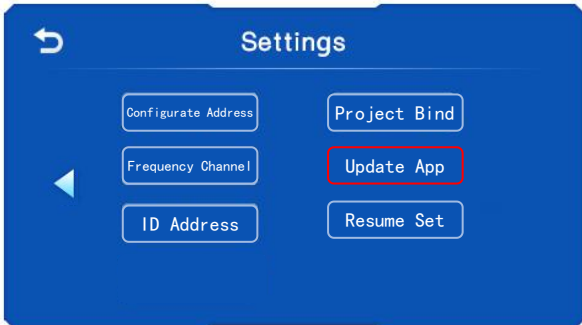 Settings
Configurate Address
Project Bind
Frequency Channel
Update App
ID Address
Resume Set